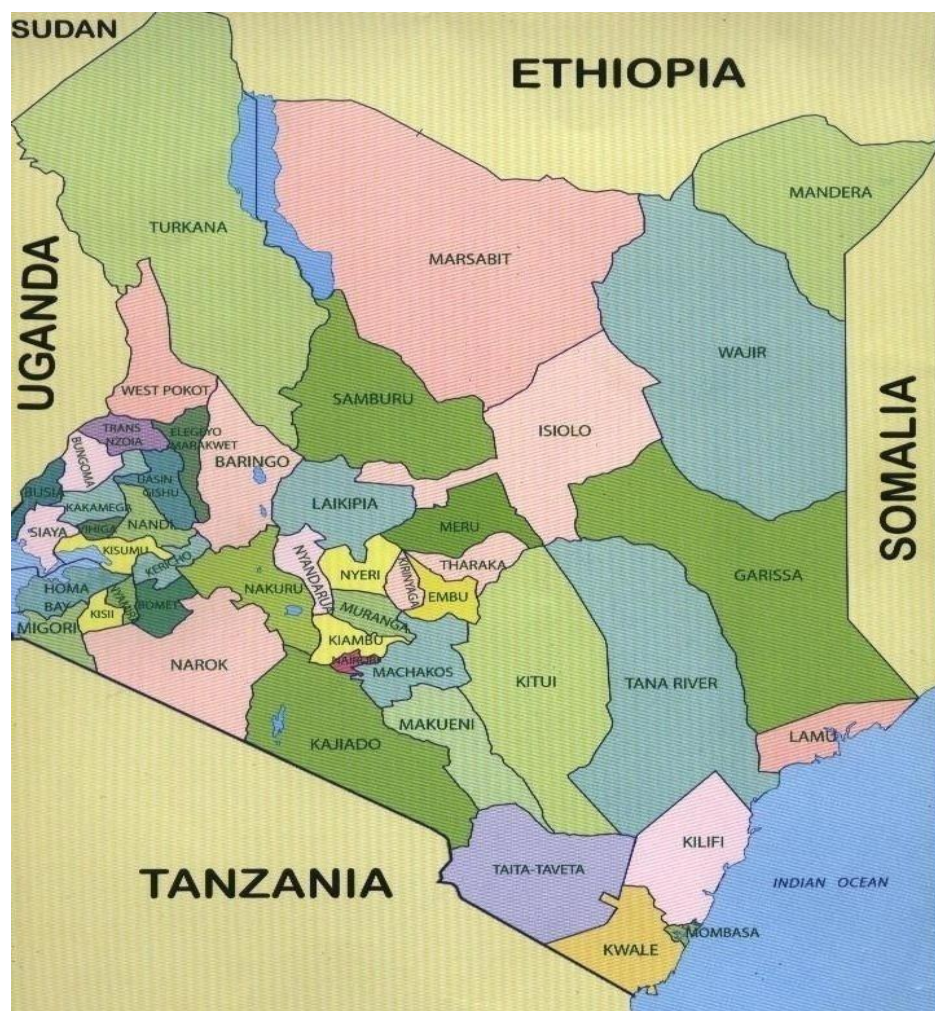 SUDAN
ETHIOPIA
MANDERA
TURKANA
MARSABIT
UGANDA
WAJIR
WEST POKOT
SAMBURU
SOMALIA
TRANS
NZOIA
ELEGEYO
MARAKWET
ISIOLO
BUNGOMA
BARINGO
UASIN
GISHU
BUSIA
LAIKIPIA
KAKAMEGA
SIAYA
VIHIGA
NANDI
MERU
KISUMU
KERICHO
NYANDARUA
THARAKA
NYERI
KIRINYAGA
GARISSA
HOMA
BAY
NAKURU
EMBU
NYAMIRA
BOMET
KISII
MURANGA
MIGORI
KIAMBU
NAROK
NAIROBI
MACHAKOS
KITUI
TANA RIVER
MAKUENI
LAMU
KAJIADO
KILIFI
TAITA-TAVETA
TANZANIA
INDIAN OCEAN
MOMBASA
KWALE